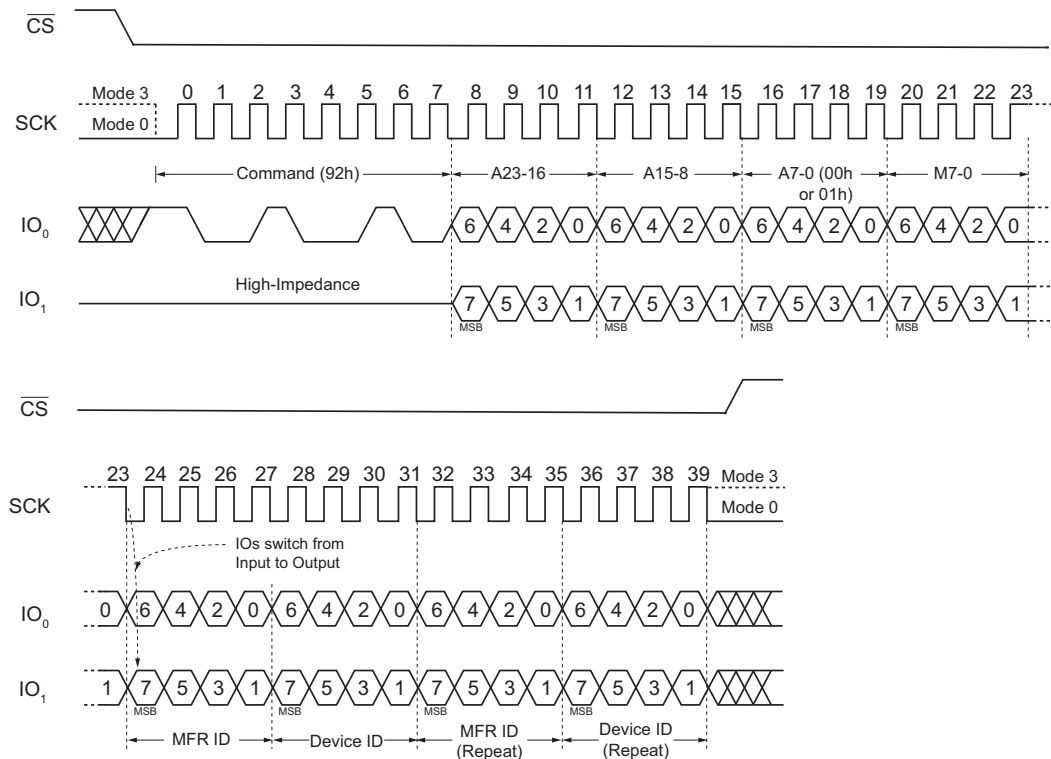 CS
Mode 3
0 1 2 3 4 5 6 7 8 9 10 11 12 13 14 15 16 17 18 19 20 21 22 23
SCK
Mode 0
Command (92h) A23-16 A15-8 A7-0 (00h or 01h) M7-0
IO0
6 4 2 0 6 4 2 0 6 4 2 0 6 4 2 0
High-Impedance
IO1
7 5 3 1 7 5 3 1 7 5 3 1 7 5 3 1
MSB MSB MSB MSB
CS
23 24 25 26 27 28 29 30 31 32 33 34 35 36 37 38 39
Mode 3
SCK
Mode 0
IOs switch from
Input to Output
IO0
0 6 4 2 0 6 4 2 0 6 4 2 0 6 4 2 0
IO1
1 7 5 3 1 7 5 3 1 7 5 3 1 7 5 3 1
MSB MSB MSB MSB
MFR ID Device ID MFR ID (Repeat) Device ID (Repeat)